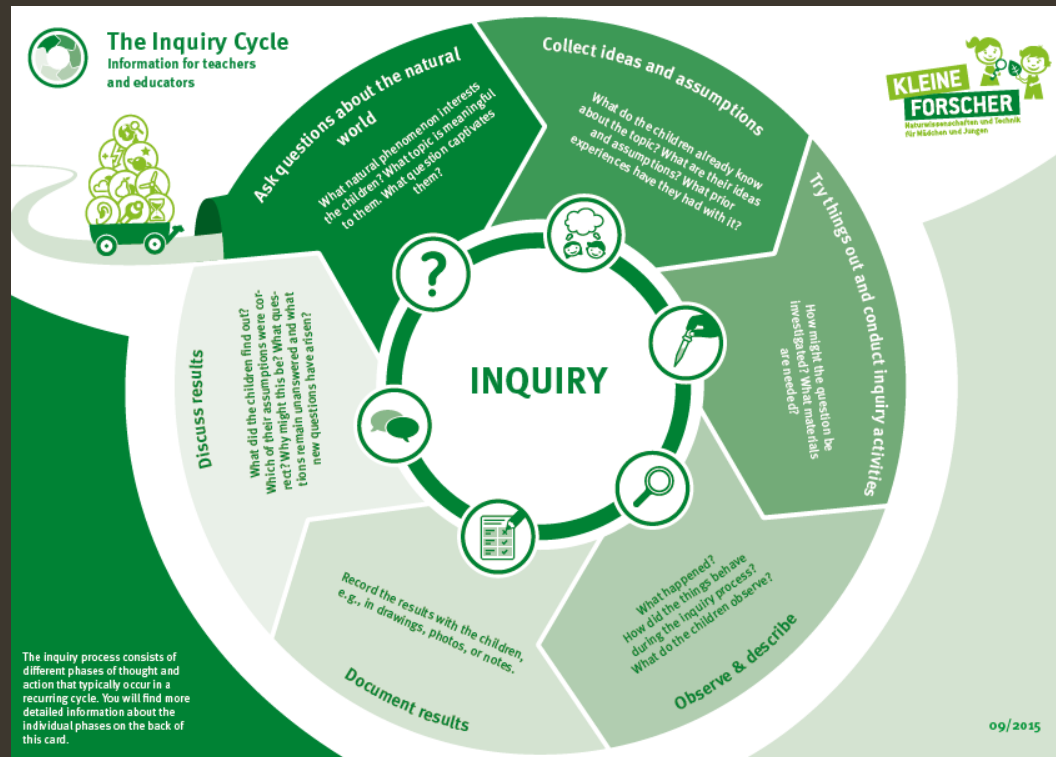 The Inquiry Cycle
Information for teachers
and educators
KLEINE
FORSCHER
Naturwissenschaften und Technik
für Mädchen und Jungen
Ask questions about the natural
world
What natural phenomenon interests
the children? What topic is meaningful
to them. What question captivates
them?
Collect ideas and assumptions
What do the children already know
about the topic? What are their ideas
and assumptions? What prior
experiences have they had with it?
Try things out and conduct inquiry activities
How might the question be
investigated? What materials
are needed?
Observe & describe
What happened?
How did the things behave
during the inquiry process?
What do the children observe?
Document results
Record the results with the children,
e.g., in drawings, photos, or notes.
Discuss results
What did the children find out?
Which of their assumptions were cor-
rect? Why might this be? What ques-
tions remain unanswered and what
new questions have arisen?
?
INQUIRY
The inquiry process consists of
different phases of thought and
action that typically occur in a
recurring cycle. You will find more
detailed information about the
individual phases on the back of
this card.
09/2015